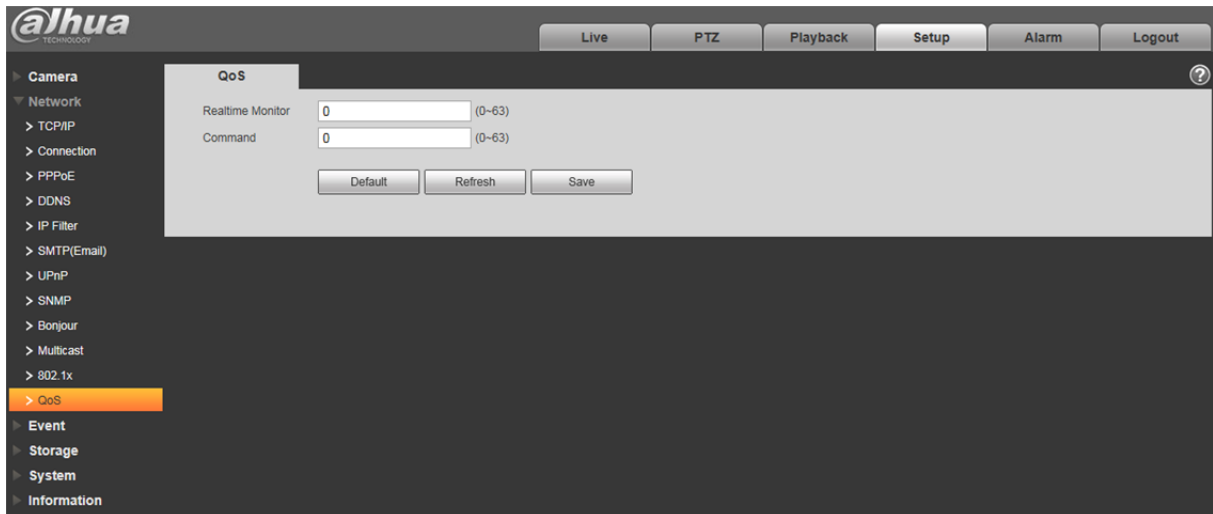 alhua
TECHNOLOGY
Live PTZ Playback Setup Alarm Logout
Camera
Network
> TCP/IP
> Connection
> PPPoE
> DDNS
> IP Filter
> SMTP(Email)
> UPnP
> SNMP
> Bonjour
> Multicast
> 802.1x
> QoS
Event
Storage
System
Information
QoS ?
Realtime Monitor 0 (0~63)
Command 0 (0~63)
Default Refresh Save